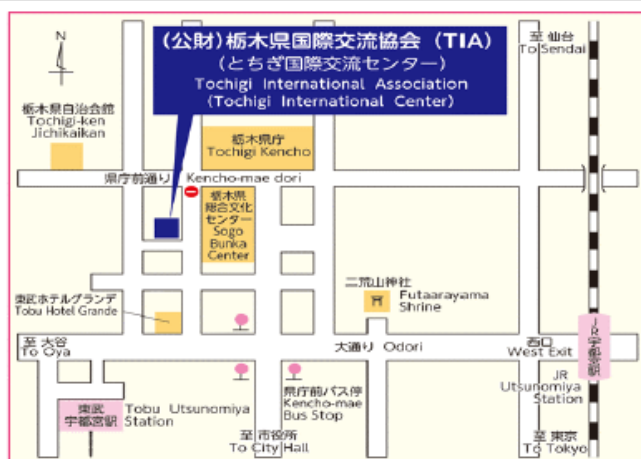 N
(公財)栃木県国際交流協会 (TIA)
(とちぎ国際交流センター)
Tochigi International Association
(Tochigi International Center)
至 仙台
To Sendai
栃木県自治会館
Tochigi-ken
Jichikaikan
栃木県庁
Tochigi Kencho
県庁前通り Kencho-mae dori
栃木県
総合文化
センター
Sogo
Bunka
Center
東武ホテルグランデ
Tobu Hotel Grande
二荒山神社
Futaarayama
Shrine
至 大谷
To Oya
大通り Odori
西口
West Exit
JR宇都宮駅
JR
Utsunomiya
Station
県庁前バス停
Kencho-mae
Bus Stop
東武
宇都宮駅
Tobu Utsunomiya
Station
至 市役所
To City Hall
至 東京
To Tokyo